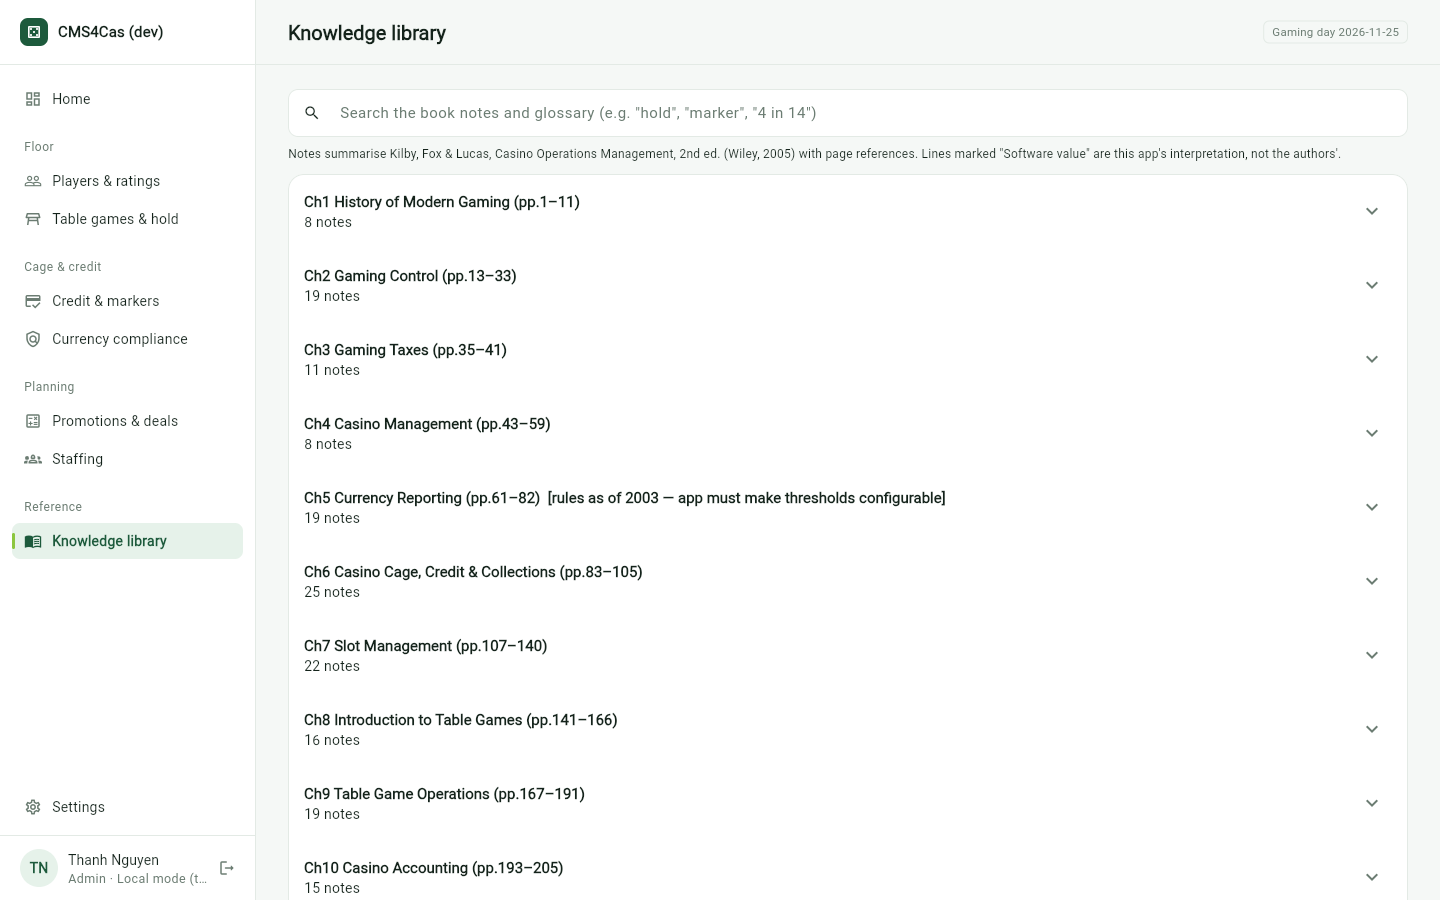 CMS4Cas (dev)
Knowledge library
Gaming day 2026-11-25
Home
Floor
Players & ratings
Table games & hold
Cage & credit
Credit & markers
Currency compliance
Planning
Promotions & deals
Staffing
Reference
Knowledge library
Settings
TN
Thanh Nguyen
Admin · Local mode (t…
Search the book notes and glossary (e.g. "hold", "marker", "4 in 14")
Notes summarise Kilby, Fox & Lucas, Casino Operations Management, 2nd ed. (Wiley, 2005) with page references. Lines marked "Software value" are this app's interpretation, not the authors'.
Ch1 History of Modern Gaming (pp.1–11)
8 notes
Ch2 Gaming Control (pp.13–33)
19 notes
Ch3 Gaming Taxes (pp.35–41)
11 notes
Ch4 Casino Management (pp.43–59)
8 notes
Ch5 Currency Reporting (pp.61–82)  [rules as of 2003 — app must make thresholds configurable]
19 notes
Ch6 Casino Cage, Credit & Collections (pp.83–105)
25 notes
Ch7 Slot Management (pp.107–140)
22 notes
Ch8 Introduction to Table Games (pp.141–166)
16 notes
Ch9 Table Game Operations (pp.167–191)
19 notes
Ch10 Casino Accounting (pp.193–205)
15 notes